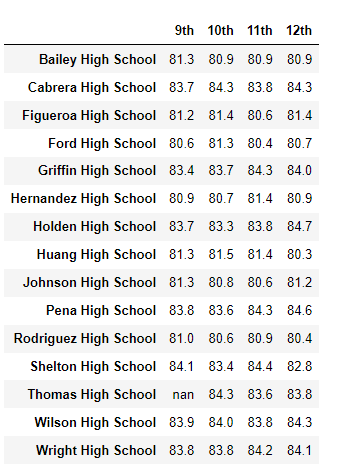 9th 10th 11th 12th
Bailey High School 81.3 80.9 80.9 80.9
Cabrera High School 83.7 84.3 83.8 84.3
Figueroa High School 81.2 81.4 80.6 81.4
Ford High School 80.6 81.3 80.4 80.7
Griffin High School 83.4 83.7 84.3 84.0
Hernandez High School 80.9 80.7 81.4 80.9
Holden High School 83.7 83.3 83.8 84.7
Huang High School 81.3 81.5 81.4 80.3
Johnson High School 81.3 80.8 80.6 81.2
Pena High School 83.8 83.6 84.3 84.6
Rodriguez High School 81.0 80.6 80.9 80.4
Shelton High School 84.1 83.4 84.4 82.8
Thomas High School nan 84.3 83.6 83.8
Wilson High School 83.9 84.0 83.8 84.3
Wright High School 83.8 83.8 84.2 84.1